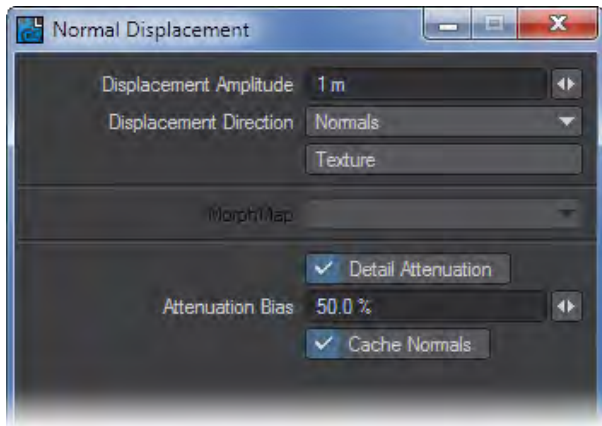 Normal Displacement
Displacement Amplitude 1 m
Displacement Direction Normals
Texture
MorphMap
Detail Attenuation
Attenuation Bias 50.0 %
Cache Normals